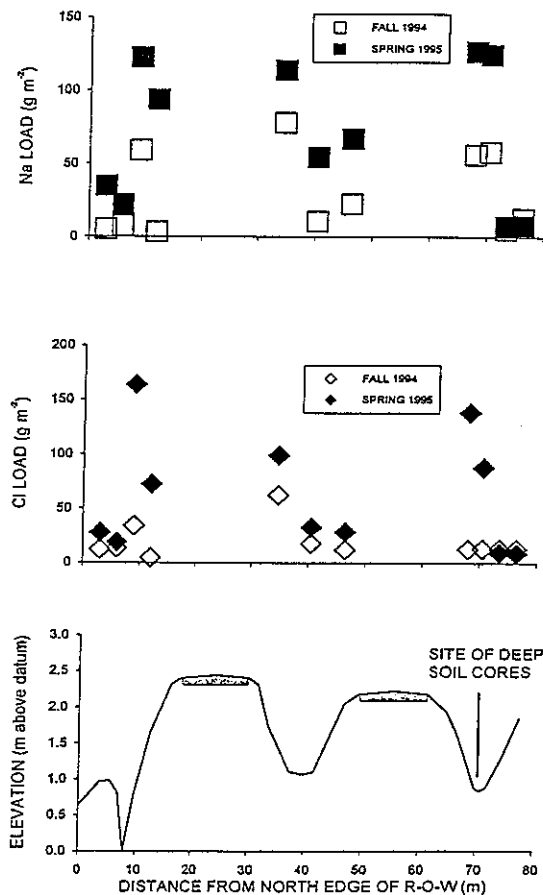 150
100
50
0
Na LOAD (g m⁻²)
FALL 1994
SPRING 1995
200
150
100
50
0
Cl LOAD (g m⁻²)
FALL 1994
SPRING 1995
3.0
2.5
2.0
1.5
1.0
0.5
0.0
ELEVATION (m above datum)
SITE OF DEEP
SOIL CORES
0 10 20 30 40 50 60 70 80
DISTANCE FROM NORTH EDGE OF R-O-W (m)